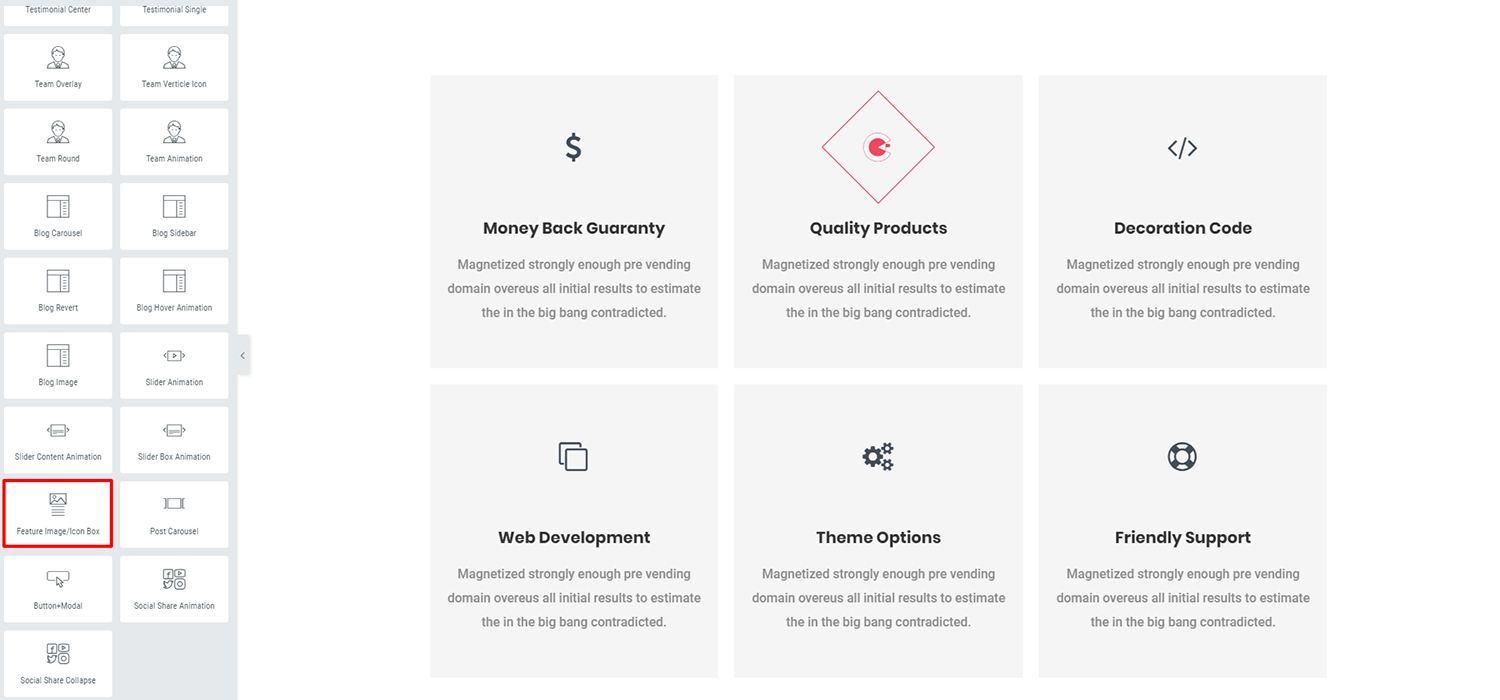 Testimonial Center
Testimonial Single
Team Overlay
Team Verticle Icon
Team Round
Team Animation
Blog Carousel
Blog Sidebar
Blog Revert
Blog Hover Animation
Blog Image
Slider Animation
Slider Content Animation
Slider Box Animation
Feature Image/Icon Box
Post Carousel
Button+Modal
Social Share Animation
Social Share Collapse
Money Back Guaranty
Magnetized strongly enough pre vending
domain overeus all initial results to estimate
the in the big bang contradicted.
Quality Products
Magnetized strongly enough pre vending
domain overeus all initial results to estimate
the in the big bang contradicted.
Decoration Code
Magnetized strongly enough pre vending
domain overeus all initial results to estimate
the in the big bang contradicted.
Web Development
Magnetized strongly enough pre vending
domain overeus all initial results to estimate
the in the big bang contradicted.
Theme Options
Magnetized strongly enough pre vending
domain overeus all initial results to estimate
the in the big bang contradicted.
Friendly Support
Magnetized strongly enough pre vending
domain overeus all initial results to estimate
the in the big bang contradicted.